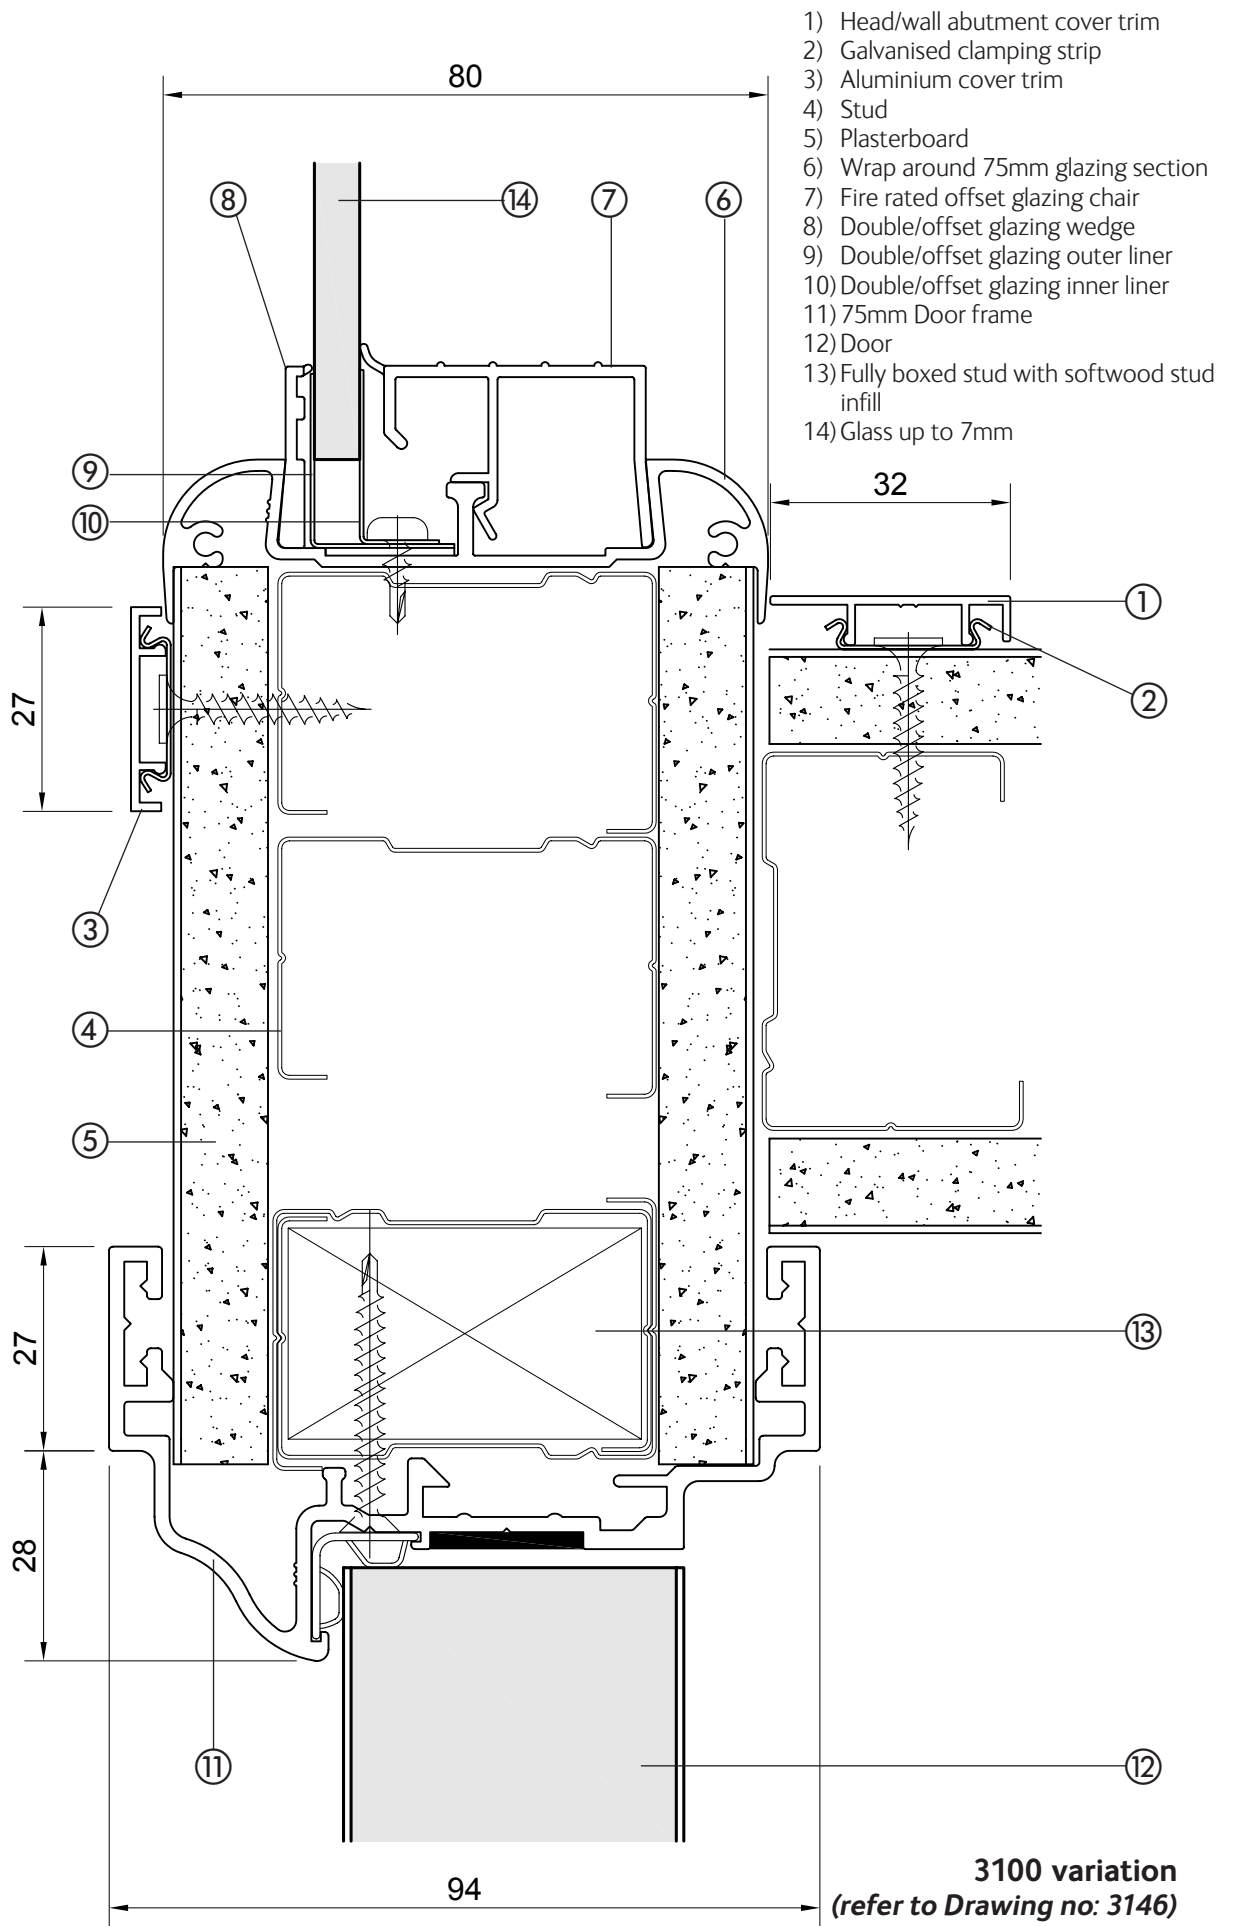 1) Head/wall abutment cover trim
2) Galvanised clamping strip
3) Aluminium cover trim
4) Stud
5) Plasterboard
6) Wrap around 75mm glazing section
7) Fire rated offset glazing chair
8) Double/offset glazing wedge
9) Double/offset glazing outer liner
10) Double/offset glazing inner liner
11) 75mm Door frame
12) Door
13) Fully boxed stud with softwood stud
infill
14) Glass up to 7mm
80
8
14
7
6
9
10
32
1
27
2
3
4
5
27
13
28
11
12
94
3100 variation
(refer to Drawing no: 3146)